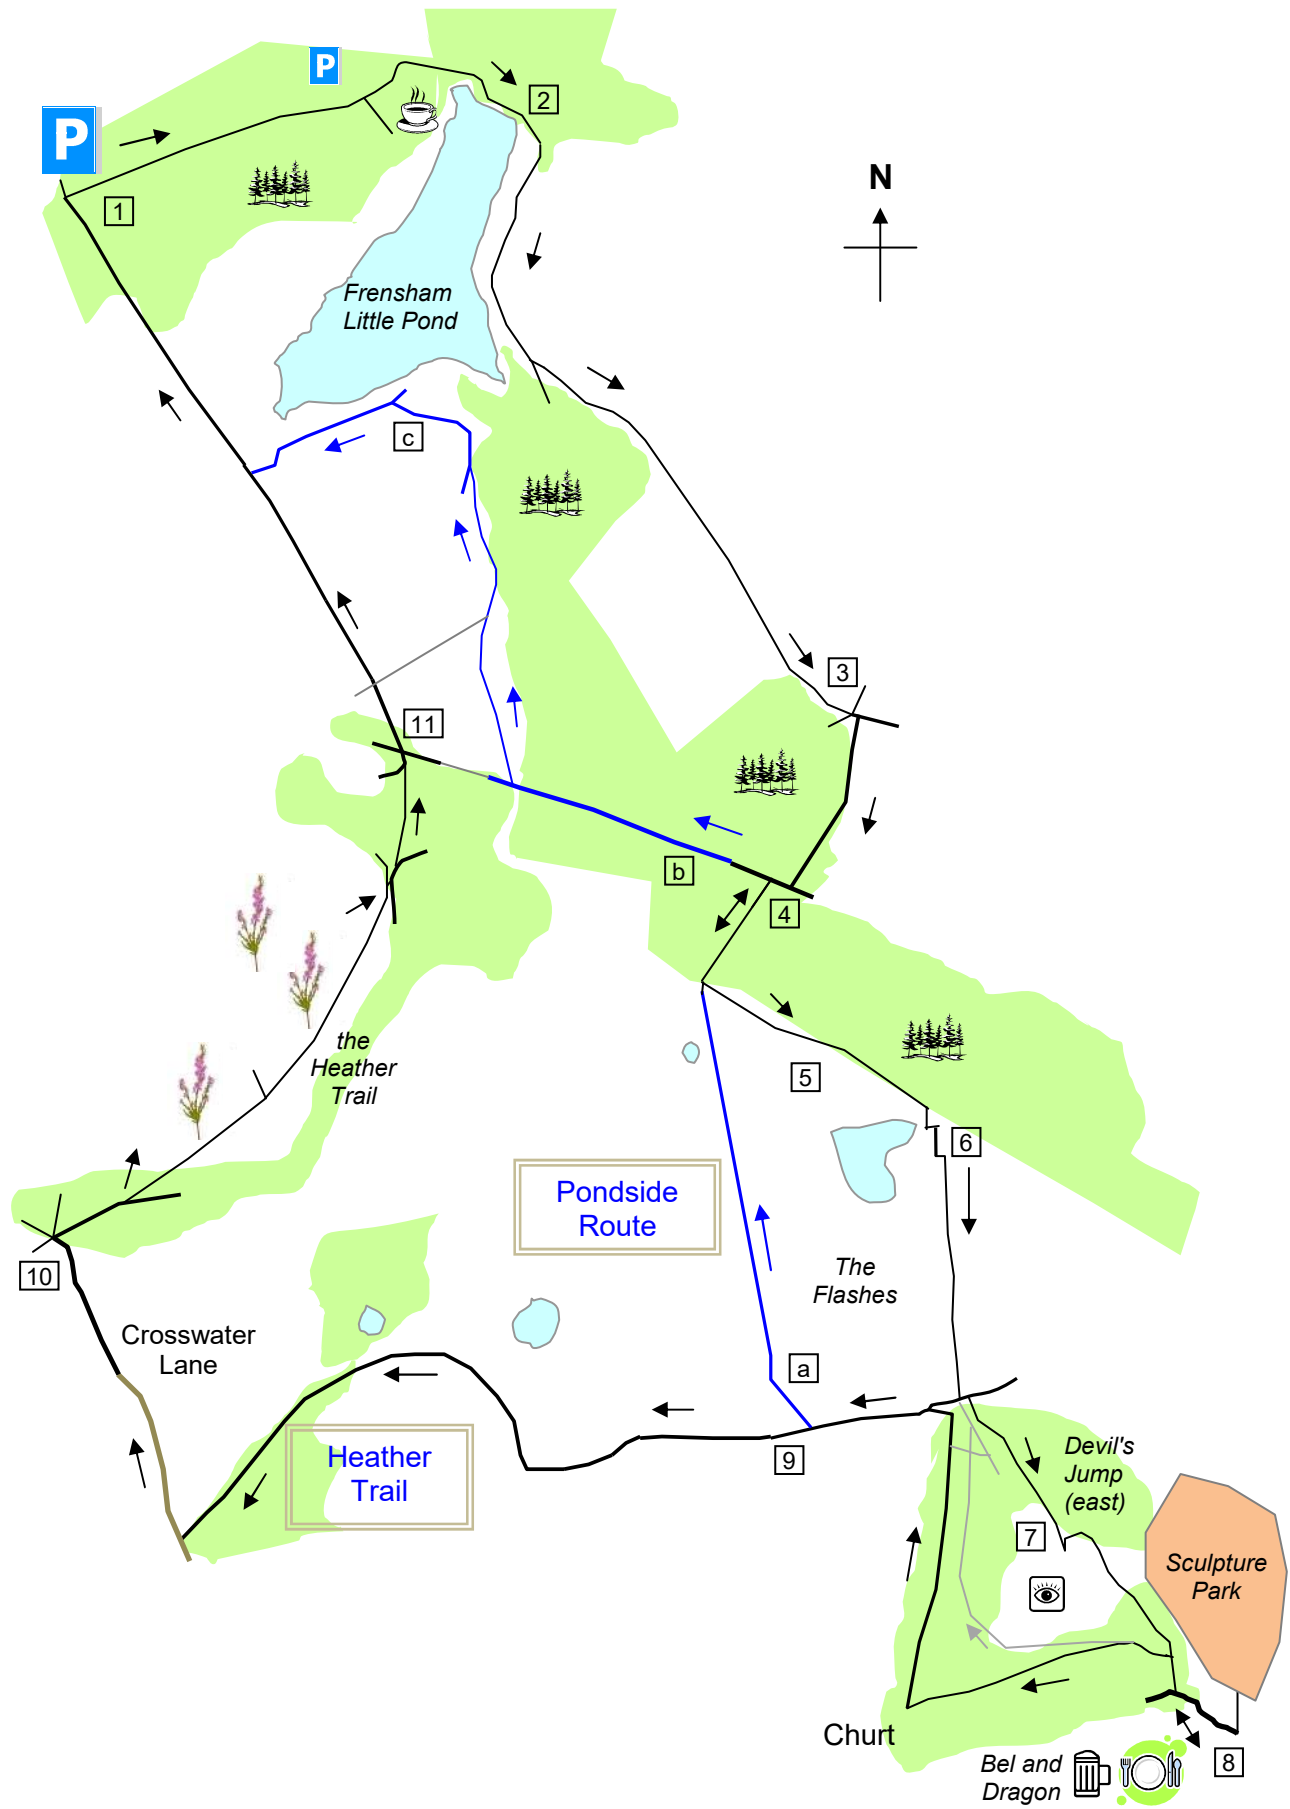 P
P
2
N
1
Frensham
Little Pond
c
3
11
b
4
the
Heather
Trail
5
6
Pondside
Route
10
The
Flashes
Crosswater
Lane
a
Heather
Trail
9
Devil's
Jump
(east)
7
Sculpture
Park
Churt
8
Bel and
Dragon